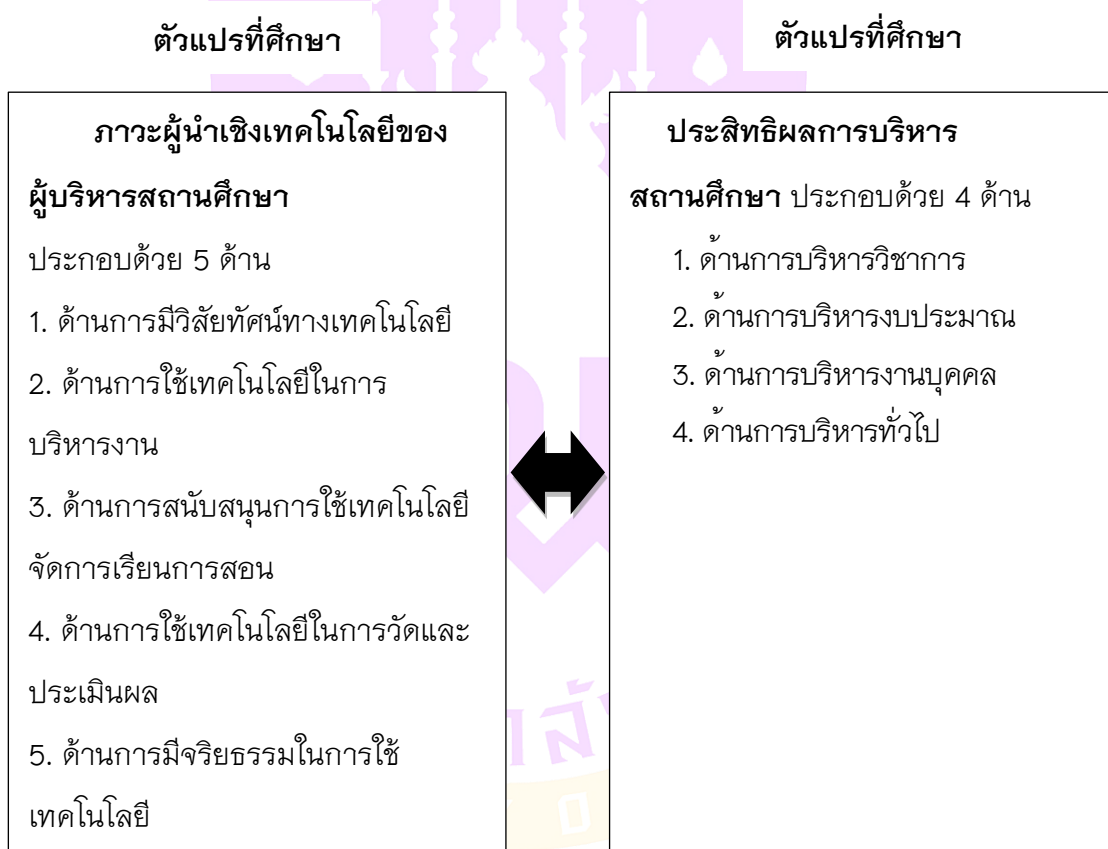 ตัวแปรที่ศึกษา
ภาวะผู้นำเชิงเทคโนโลยีของ
ผู้บริหารสถานศึกษา
ประกอบด้วย 5 ด้าน
1. ด้านการมีวิสัยทัศน์ทางเทคโนโลยี
2. ด้านการใช้เทคโนโลยีในการ
บริหารงาน
3. ด้านการสนับสนุนการใช้เทคโนโลยี
จัดการเรียนการสอน
4. ด้านการใช้เทคโนโลยีในการวัดและ
ประเมินผล
5. ด้านการมีจริยธรรมในการใช้
เทคโนโลยี
ตัวแปรที่ศึกษา
ประสิทธิผลการบริหาร
สถานศึกษา ประกอบด้วย 4 ด้าน
1. ด้านการบริหารวิชาการ
2. ด้านการบริหารงบประมาณ
3. ด้านการบริหารงานบุคคล
4. ด้านการบริหารทั่วไป